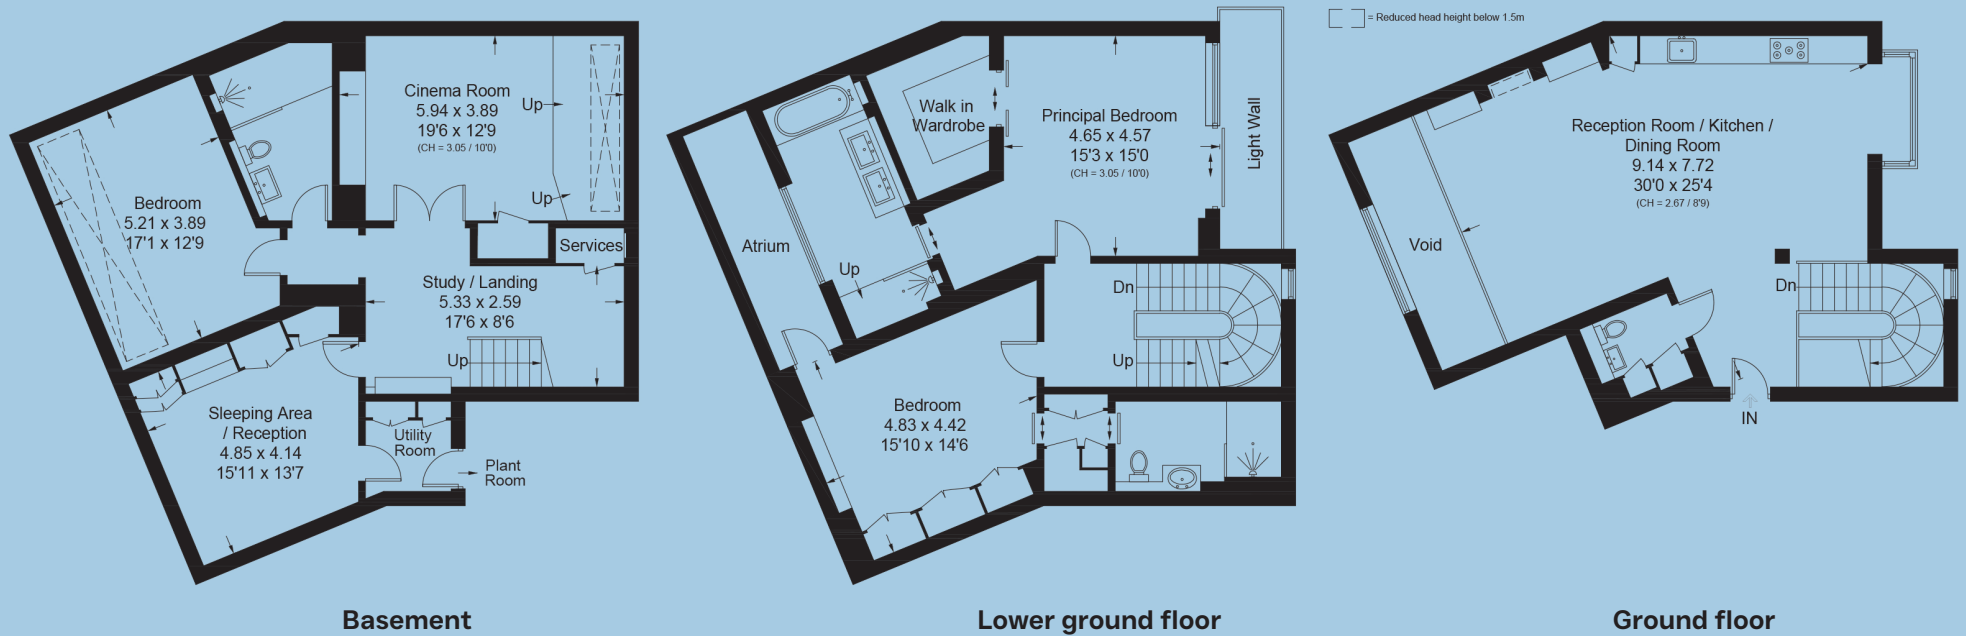 Cinema Room
5.94 x 3.89
19'6 x 12'9
(CH = 3.05 / 10'0)
Up
Up
Bedroom
5.21 x 3.89
17'1 x 12'9
Services
Study / Landing
5.33 x 2.59
17'6 x 8'6
Up
Sleeping Area
/ Reception
4.85 x 4.14
15'11 x 13'7
Utility
Room
Plant
Room
Basement
Walk in
Wardrobe
Principal Bedroom
4.65 x 4.57
15'3 x 15'0
(CH = 3.05 / 10'0)
Light Wall
Atrium
Up
Dn
Up
Bedroom
4.83 x 4.42
15'10 x 14'6
Lower ground floor
= Reduced head height below 1.5m
Reception Room / Kitchen /
Dining Room
9.14 x 7.72
30'0 x 25'4
(CH = 2.67 / 8'9)
Void
Dn
IN
Ground floor